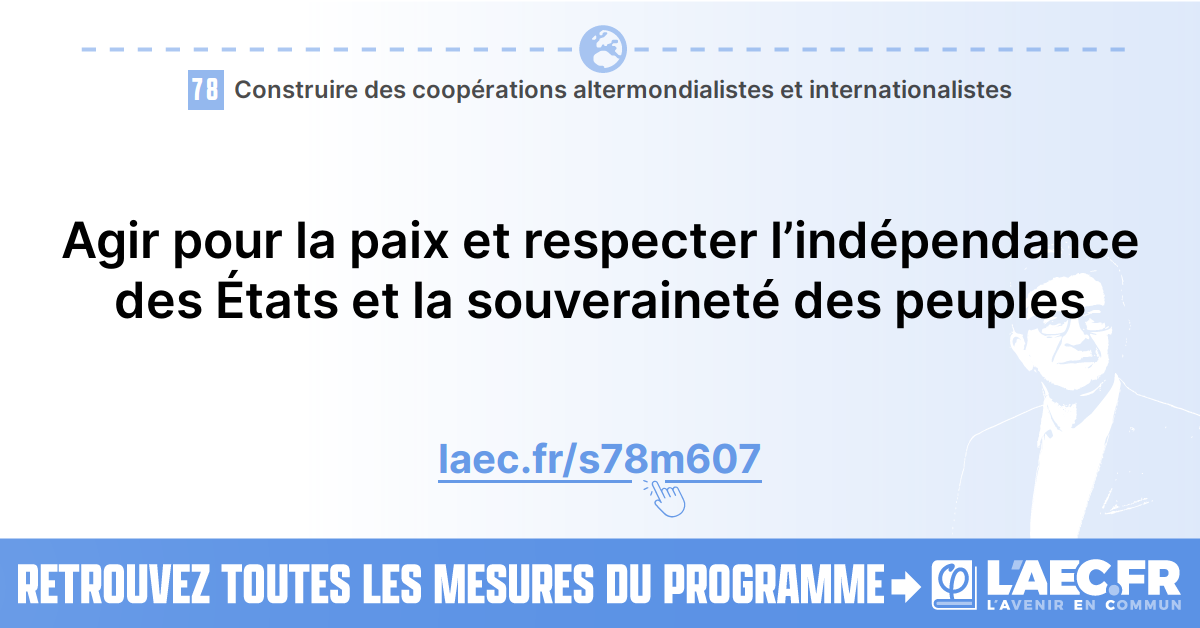 78 Construire des coopérations altermondialistes et internationalistes
Agir pour la paix et respecter l’indépendance
des États et la souveraineté des peuples
laec.fr/s78m607
RETROUVEZ TOUTES LES MESURES DU PROGRAMME
L'AEC.FR
L'AVENIR EN COMMUN